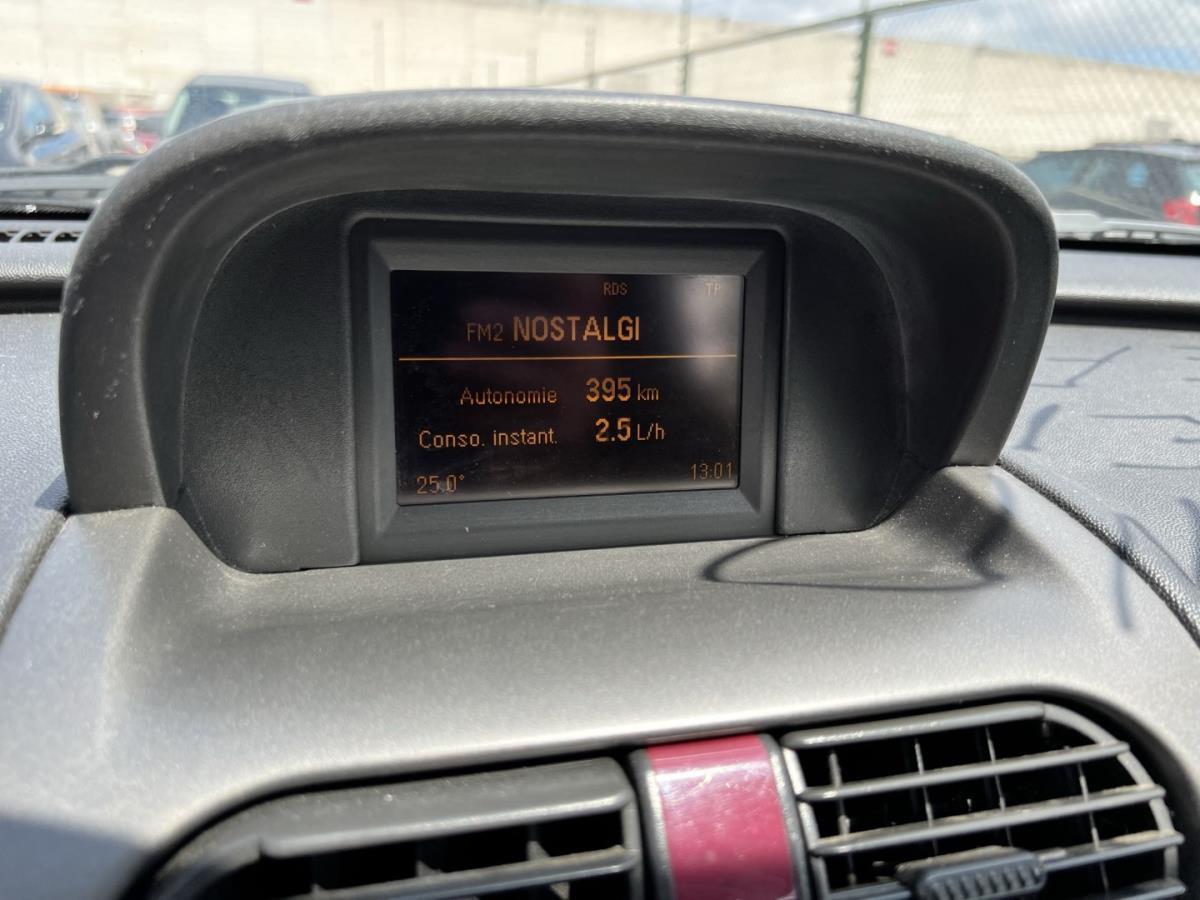 RDS TP
FM2 NOSTALGI
Autonomie 395 km
Conso. instant. 2.5 L/h
25.0° 13:01